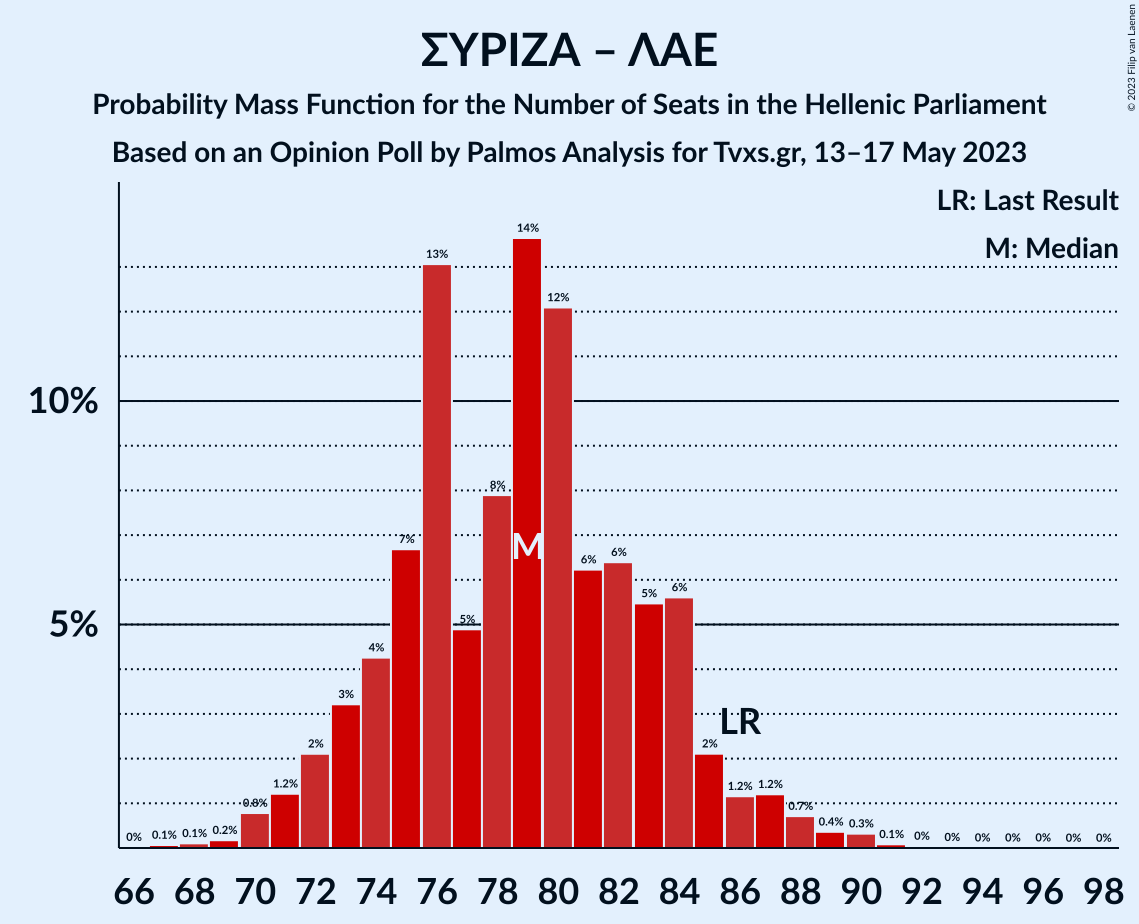 ΣΥΡΙΖΑ – ΛΑΕ
Probability Mass Function for the Number of Seats in the Hellenic Parliament
Based on an Opinion Poll by Palmos Analysis for Tvxs.gr, 13–17 May 2023
© 2023 Filip van Laenen
LR: Last Result
M: Median
10%
5%
0% 0.1% 0.1% 0.2% 0.8% 1.2% 2% 3% 4% 7% 13% 5% 8% 14% 12% 6% 6% 5% 6% 2% 1.2% 1.2% 0.7% 0.4% 0.3% 0.1% 0% 0% 0% 0% 0% 0% 0%
M
LR
66 68 70 72 74 76 78 80 82 84 86 88 90 92 94 96 98